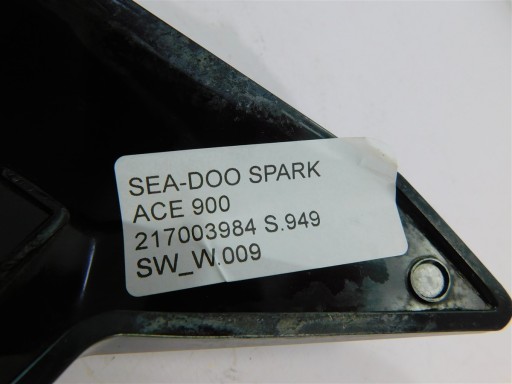 SEA-DOO SPARK
ACE 900
217003984 S.949
SW_W.009